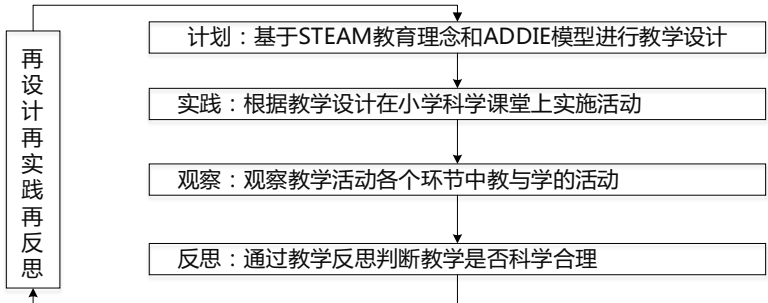 计划：基于STEAM教育理念和ADDIE模型进行教学设计
实践：根据教学设计在小学科学课堂上实施活动
观察：观察教学活动各个环节中教与学的活动
反思：通过教学反思判断教学是否科学合理
再设计再实践再反思